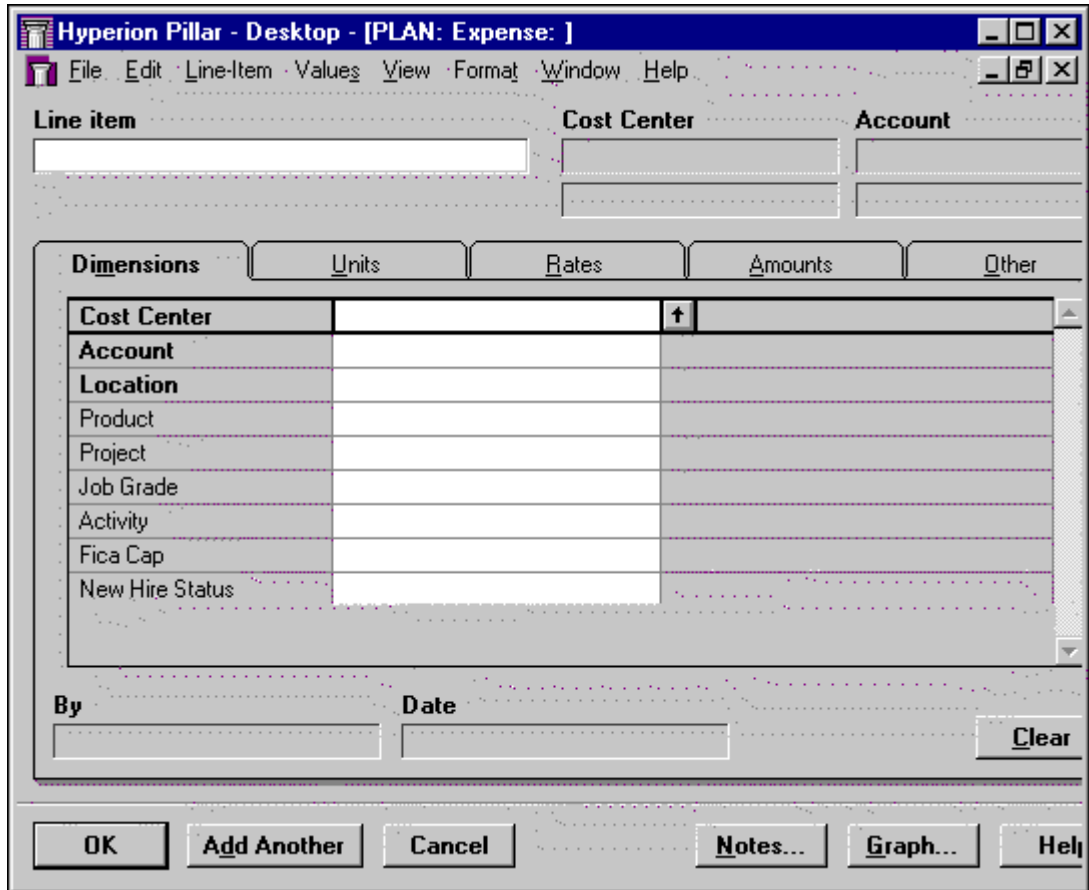 Hyperion Pillar - Desktop - [PLAN: Expense: ]
File Edit Line-Item Values View Format Window Help
Line item Cost Center Account
Dimensions Units Rates Amounts Other
Cost Center
Account
Location
Product
Project
Job Grade
Activity
Fica Cap
New Hire Status
By Date
Clear
OK Add Another Cancel Notes... Graph... Help